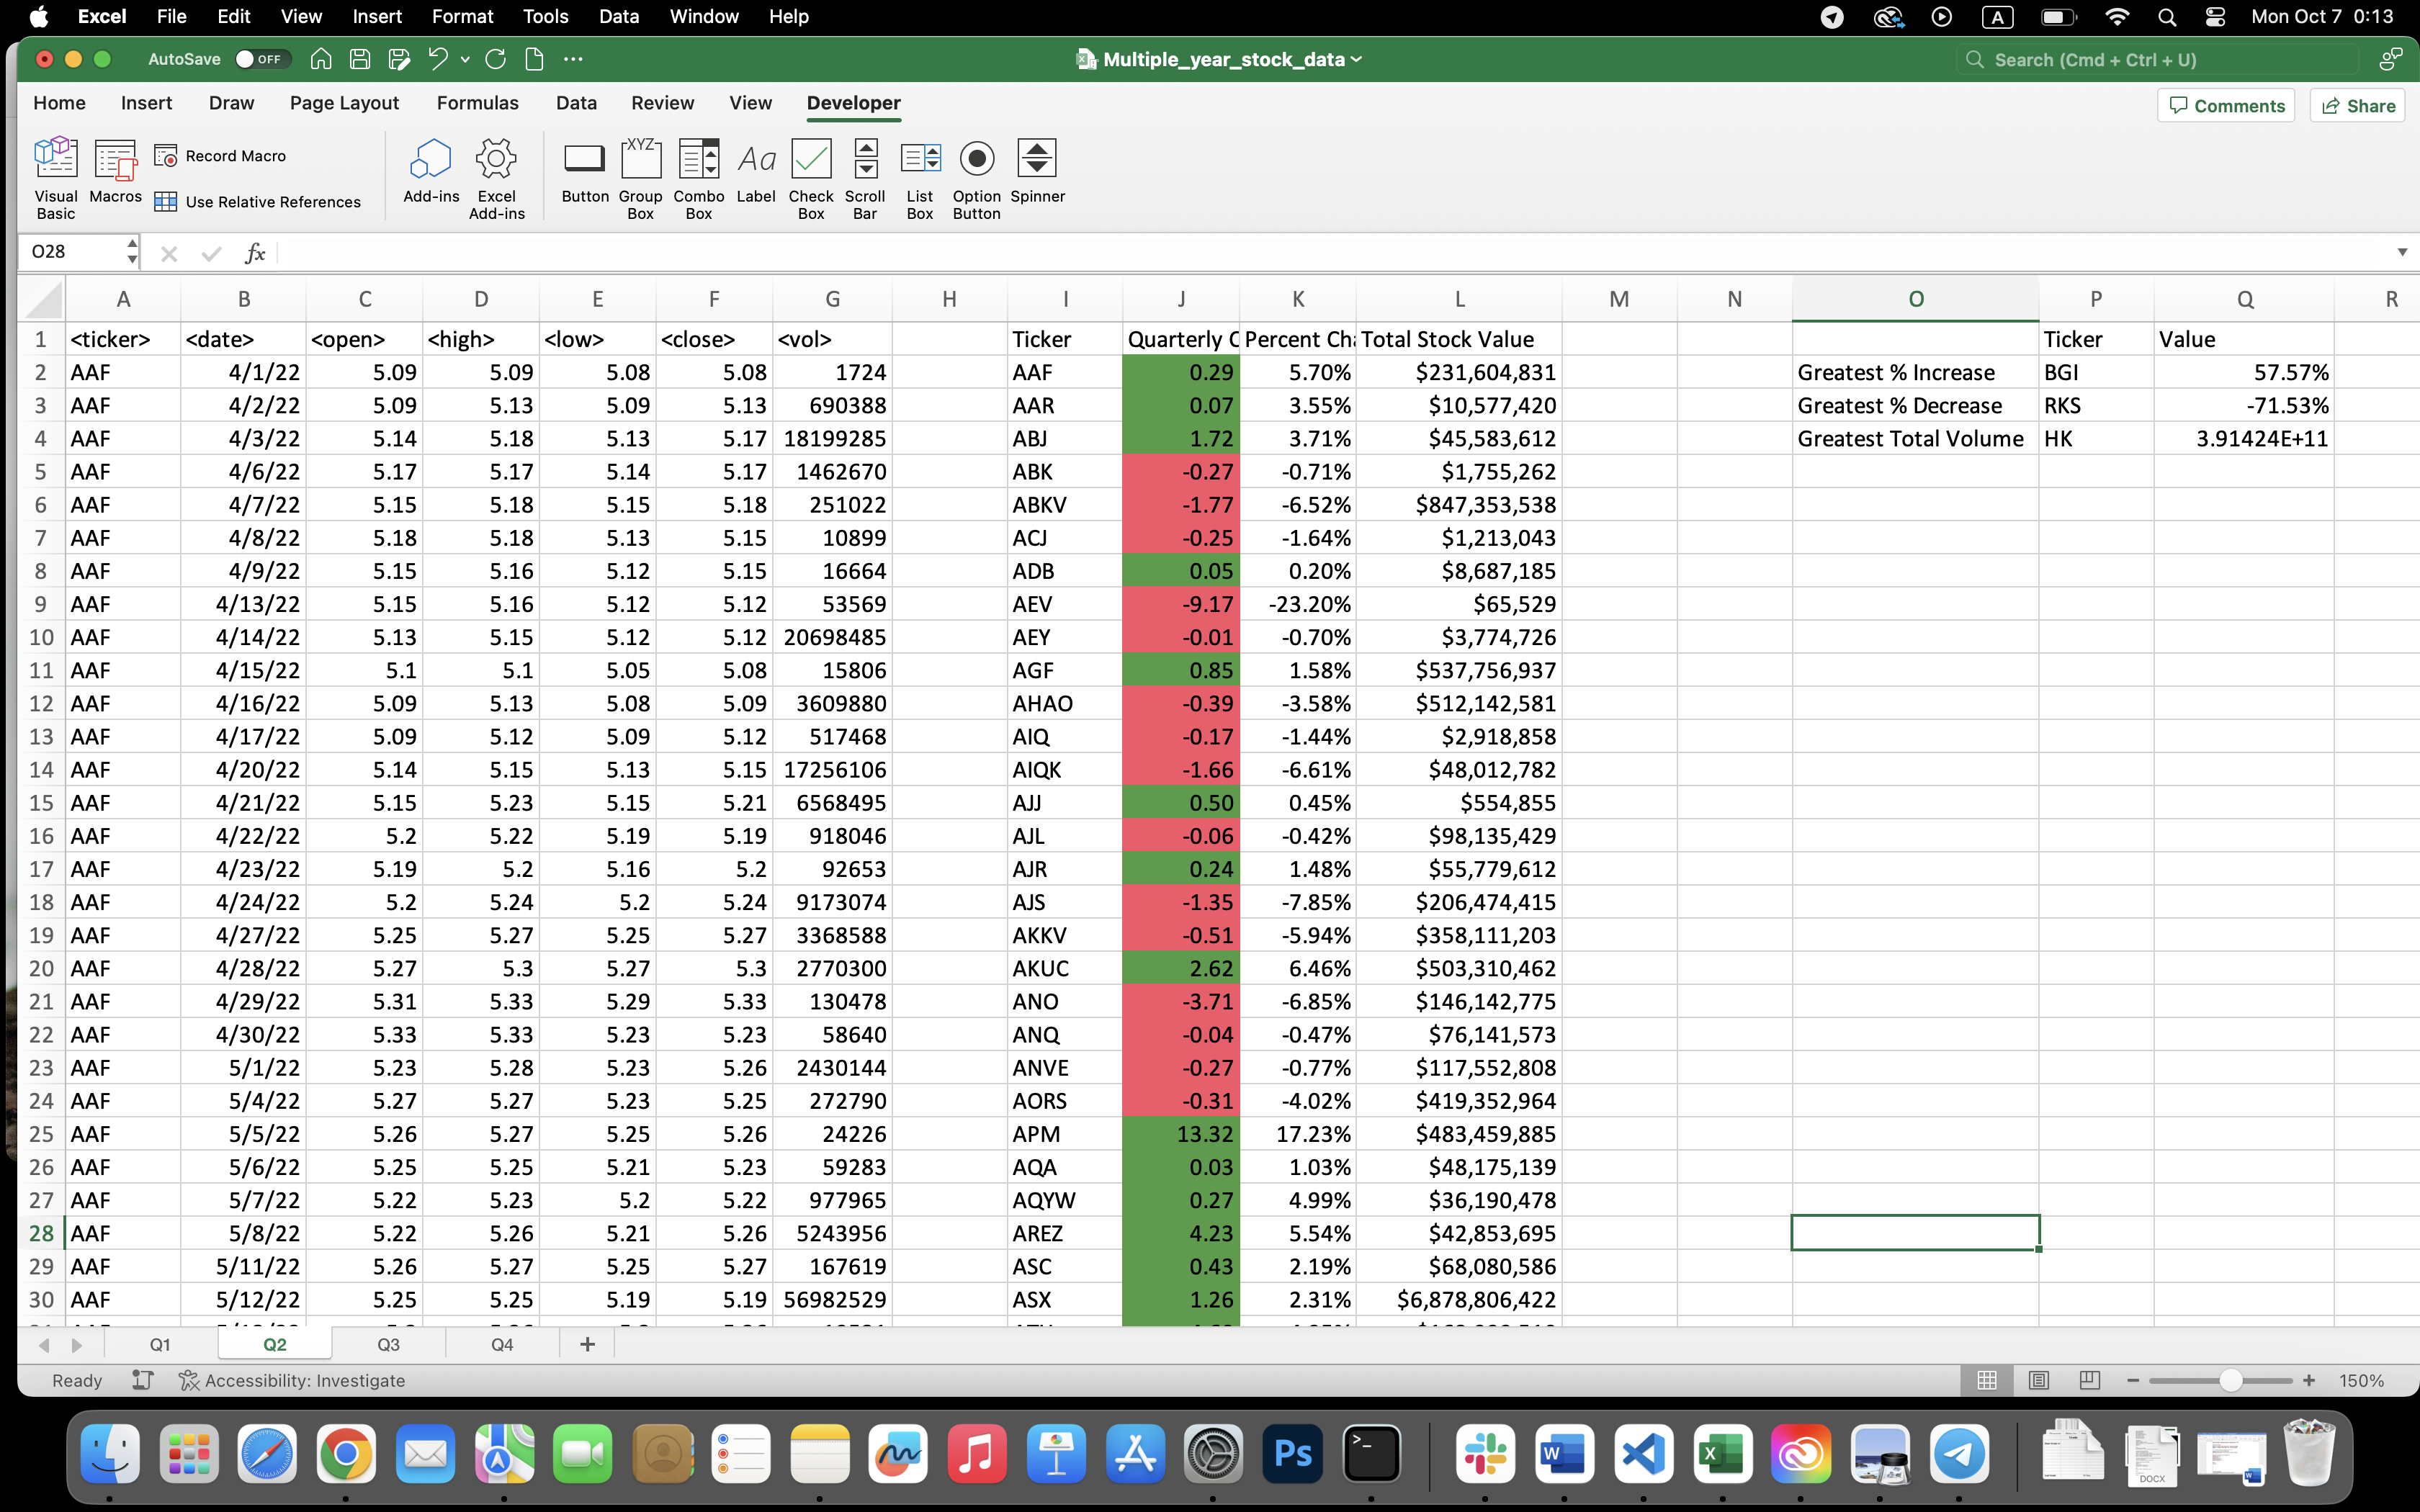 Excel File Edit View Insert Format Tools Data Window Help A Mon Oct 7 0:13
AutoSave OFF Multiple_year_stock_data Search (Cmd + Ctrl + U)
Home Insert Draw Page Layout Formulas Data Review View Developer Comments Share
Visual Basic Macros Record Macro Use Relative References Add-ins Excel Add-ins Button XYZ Group Box Combo Box Aa Label Check Box Scroll Bar List Box Option Button Spinner
O28 fx
A B C D E F G H I J K L M N O P Q R
1 <ticker> <date> <open> <high> <low> <close> <vol> Ticker Quarterly C Percent Cha Total Stock Value Ticker Value
2 AAF 4/1/22 5.09 5.09 5.08 5.08 1724 AAF 0.29 5.70% $231,604,831 Greatest % Increase BGI 57.57%
3 AAF 4/2/22 5.09 5.13 5.09 5.13 690388 AAR 0.07 3.55% $10,577,420 Greatest % Decrease RKS -71.53%
4 AAF 4/3/22 5.14 5.18 5.13 5.17 18199285 ABJ 1.72 3.71% $45,583,612 Greatest Total Volume HK 3.91424E+11
5 AAF 4/6/22 5.17 5.17 5.14 5.17 1462670 ABK -0.27 -0.71% $1,755,262
6 AAF 4/7/22 5.15 5.18 5.15 5.18 251022 ABKV -1.77 -6.52% $847,353,538
7 AAF 4/8/22 5.18 5.18 5.13 5.15 10899 ACJ -0.25 -1.64% $1,213,043
8 AAF 4/9/22 5.15 5.16 5.12 5.15 16664 ADB 0.05 0.20% $8,687,185
9 AAF 4/13/22 5.15 5.16 5.12 5.12 53569 AEV -9.17 -23.20% $65,529
10 AAF 4/14/22 5.13 5.15 5.12 5.12 20698485 AEY -0.01 -0.70% $3,774,726
11 AAF 4/15/22 5.1 5.1 5.05 5.08 15806 AGF 0.85 1.58% $537,756,937
12 AAF 4/16/22 5.09 5.13 5.08 5.09 3609880 AHAO -0.39 -3.58% $512,142,581
13 AAF 4/17/22 5.09 5.12 5.09 5.12 517468 AIQ -0.17 -1.44% $2,918,858
14 AAF 4/20/22 5.14 5.15 5.13 5.15 17256106 AIQK -1.66 -6.61% $48,012,782
15 AAF 4/21/22 5.15 5.23 5.15 5.21 6568495 AJJ 0.50 0.45% $554,855
16 AAF 4/22/22 5.2 5.22 5.19 5.19 918046 AJL -0.06 -0.42% $98,135,429
17 AAF 4/23/22 5.19 5.2 5.16 5.2 92653 AJR 0.24 1.48% $55,779,612
18 AAF 4/24/22 5.2 5.24 5.2 5.24 9173074 AJS -1.35 -7.85% $206,474,415
19 AAF 4/27/22 5.25 5.27 5.25 5.27 3368588 AKKV -0.51 -5.94% $358,111,203
20 AAF 4/28/22 5.27 5.3 5.27 5.3 2770300 AKUC 2.62 6.46% $503,310,462
21 AAF 4/29/22 5.31 5.33 5.29 5.33 130478 ANO -3.71 -6.85% $146,142,775
22 AAF 4/30/22 5.33 5.33 5.23 5.23 58640 ANQ -0.04 -0.47% $76,141,573
23 AAF 5/1/22 5.23 5.28 5.23 5.26 2430144 ANVE -0.27 -0.77% $117,552,808
24 AAF 5/4/22 5.27 5.27 5.23 5.25 272790 AORS -0.31 -4.02% $419,352,964
25 AAF 5/5/22 5.26 5.27 5.25 5.26 24226 APM 13.32 17.23% $483,459,885
26 AAF 5/6/22 5.25 5.25 5.21 5.23 59283 AQA 0.03 1.03% $48,175,139
27 AAF 5/7/22 5.22 5.23 5.2 5.22 977965 AQYW 0.27 4.99% $36,190,478
28 AAF 5/8/22 5.22 5.26 5.21 5.26 5243956 AREZ 4.23 5.54% $42,853,695
29 AAF 5/11/22 5.26 5.27 5.25 5.27 167619 ASC 0.43 2.19% $68,080,586
30 AAF 5/12/22 5.25 5.25 5.19 5.19 56982529 ASX 1.26 2.31% $6,878,806,422
Q1 Q2 Q3 Q4 +
Ready Accessibility: Investigate 150%
Ps W X DOCX